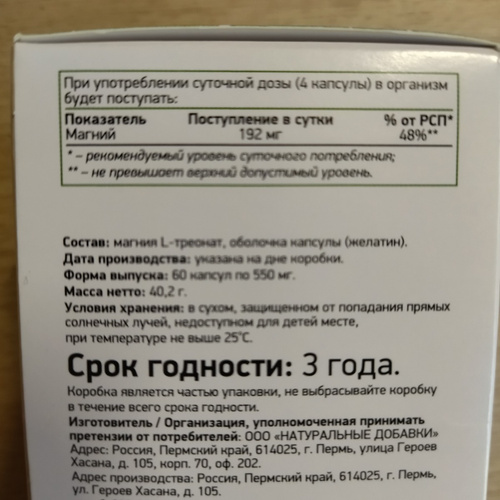 При употреблении суточной дозы (4 капсулы) в организм
будет поступать:
Показатель Поступление в сутки % от РСП*
Магний 192 мг 48%**
* – рекомендуемый уровень суточного потребления;
** – не превышает верхний допустимый уровень.
Состав: магния L-треонат, оболочка капсулы (желатин).
Дата производства: указана на дне коробки.
Форма выпуска: 60 капсул по 550 мг.
Масса нетто: 40,2 г.
Условия хранения: в сухом, защищенном от попадания прямых
солнечных лучей, недоступном для детей месте,
при температуре не выше 25°С.
Срок годности: 3 года.
Коробка является частью упаковки, не выбрасывайте коробку
в течение всего срока годности.
Изготовитель / Организация, уполномоченная принимать
претензии от потребителей: ООО «НАТУРАЛЬНЫЕ ДОБАВКИ»
Адрес: Россия, Пермский край, 614025, г. Пермь, улица Героев
Хасана, д. 105, корп. 70, оф. 202.
Адрес производства: Россия, Пермский край, 614025, г. Пермь,
ул. Героев Хасана, д. 105.